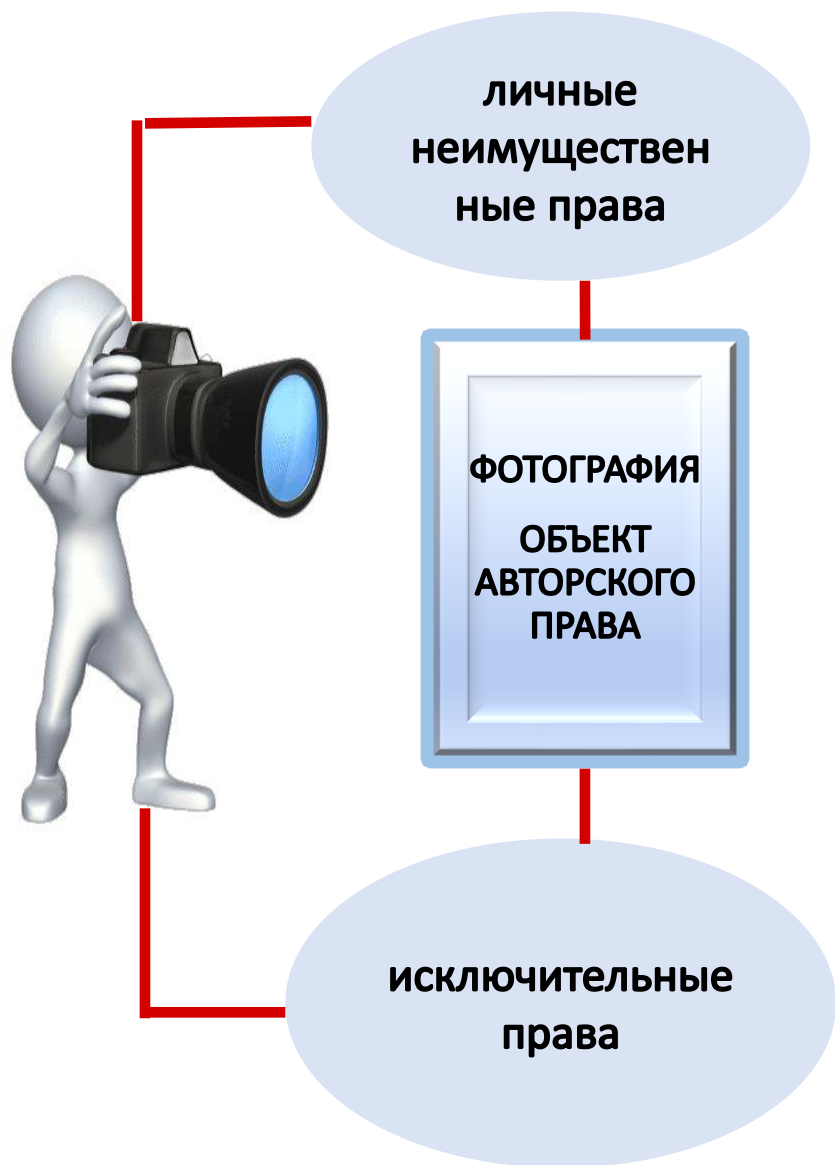 личные
неимуществен
ные права
ФОТОГРАФИЯ
ОБЪЕКТ
АВТОРСКОГО
ПРАВА
исключительные
права